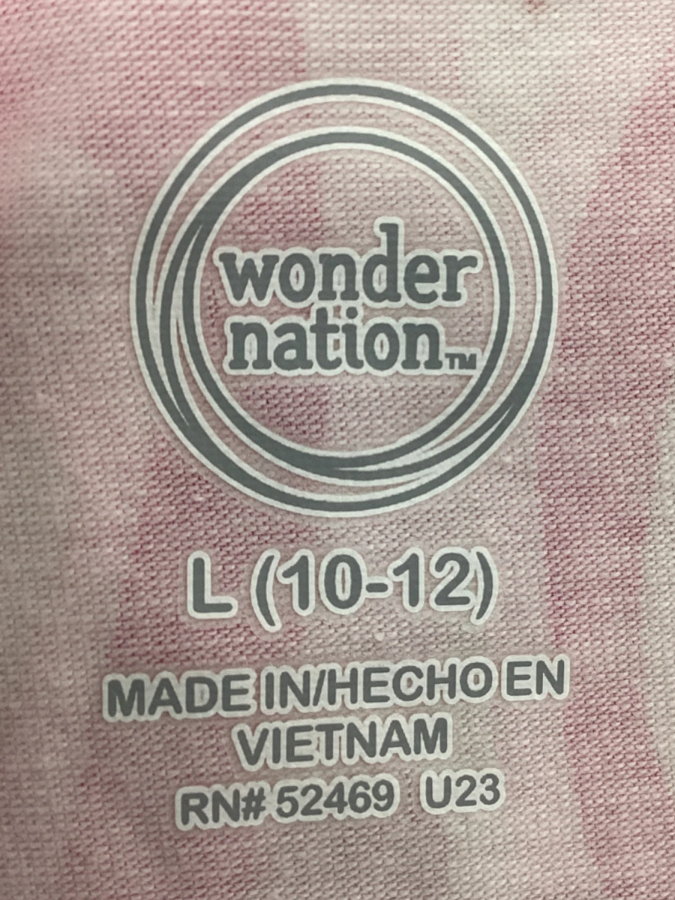 wonder
nation™
L (10-12)
MADE IN/HECHO EN
VIETNAM
RN# 52469 U23